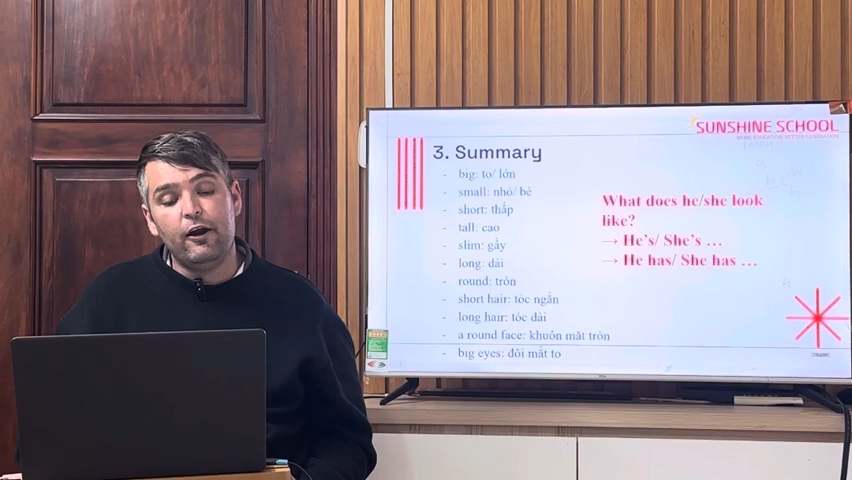 SUNSHINE SCHOOL
3. Summary
- big: to/ lớn
- small: nhỏ/ bé
- short: thấp
- tall: cao
- slim: gầy
- long: dài
- round: tròn
- short hair: tóc ngắn
- long hair: tóc dài
- a round face: khuôn mặt tròn
- big eyes: đôi mắt to
What does he/she look
like?
→ He's/ She's …
→ He has/ She has …